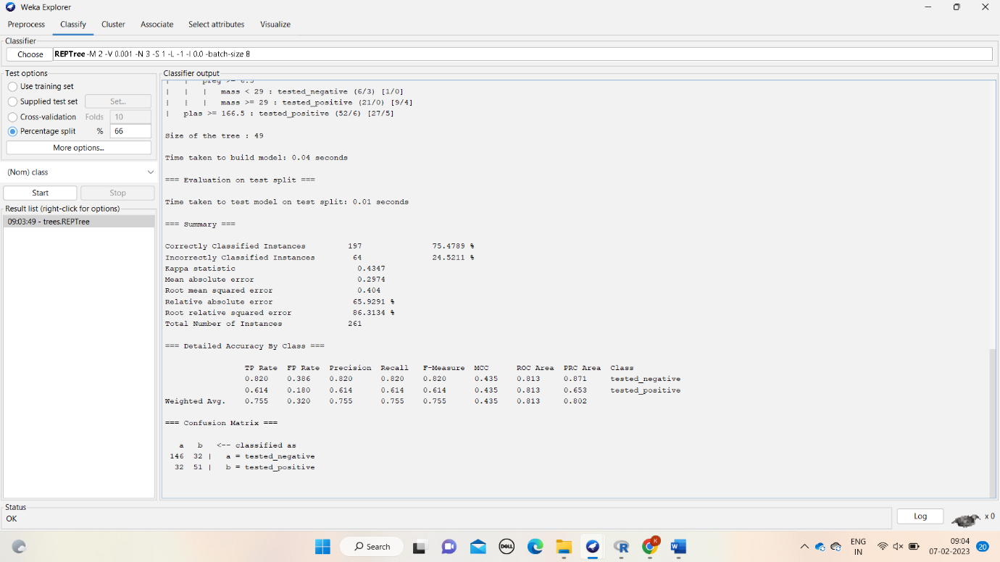 Weka Explorer
Preprocess Classify Cluster Associate Select attributes Visualize
Classifier
Choose REPTree -M 2 -V 0.001 -N 3 -S 1 -L -1 -I 0.0 -batch-size 8
Test options
Use training set
Supplied test set Set...
Cross-validation Folds 10
Percentage split % 66
More options...
(Nom) class
Start Stop
Result list (right-click for options)
09:03:49 - trees.REPTree
Classifier output
| | preg >= 6.5
| | | mass < 29 : tested_negative (6/3) [1/0]
| | | mass >= 29 : tested_positive (21/0) [9/4]
| plas >= 166.5 : tested_positive (52/6) [27/5]
Size of the tree : 49
Time taken to build model: 0.04 seconds
=== Evaluation on test split ===
Time taken to test model on test split: 0.01 seconds
=== Summary ===
Correctly Classified Instances 197 75.4789 %
Incorrectly Classified Instances 64 24.5211 %
Kappa statistic 0.4347
Mean absolute error 0.2974
Root mean squared error 0.404
Relative absolute error 65.9291 %
Root relative squared error 86.3134 %
Total Number of Instances 261
=== Detailed Accuracy By Class ===
TP Rate FP Rate Precision Recall F-Measure MCC ROC Area PRC Area Class
0.820 0.386 0.820 0.820 0.820 0.435 0.813 0.871 tested_negative
0.614 0.180 0.614 0.614 0.614 0.435 0.813 0.653 tested_positive
Weighted Avg. 0.755 0.320 0.755 0.755 0.755 0.435 0.813 0.802
=== Confusion Matrix ===
a b <-- classified as
146 32 | a = tested_negative
32 51 | b = tested_positive
Status
OK
Log x 0
Search
DELL
R
K
W
ENG
IN
09:04
07-02-2023
20